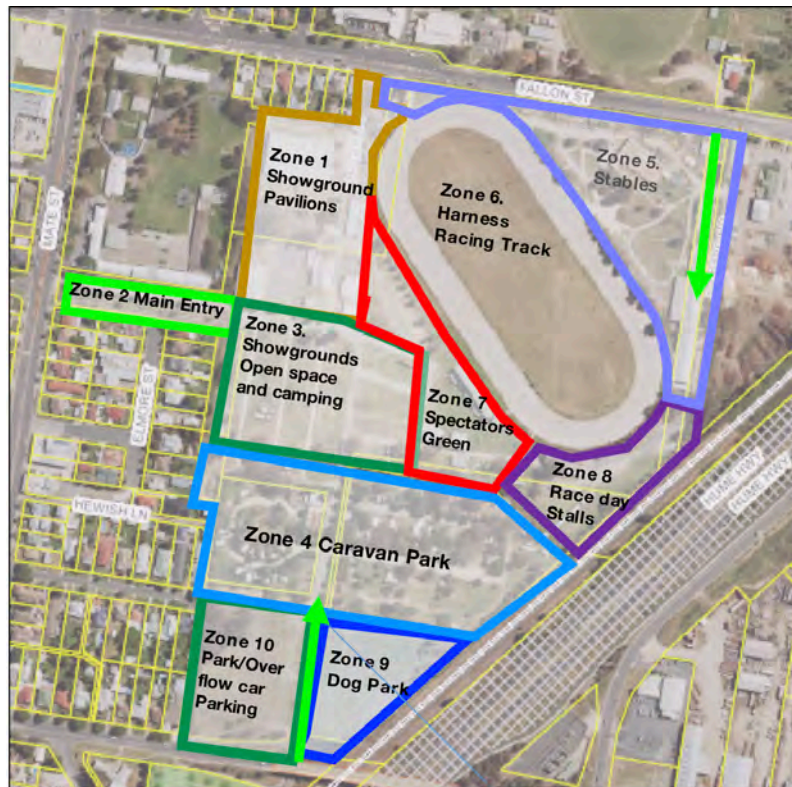 FALLON ST
Zone 1
Showground
Pavilions
Zone 5.
Stables
Zone 6.
Harness
Racing Track
MATE ST
Zone 2 Main Entry
Zone 3.
Showgrounds
Open space
and camping
ELMORE ST
Zone 7
Spectators
Green
Zone 8
Race day
Stalls
HUME HWY
HUME HWY
HEWISH LN
Zone 4 Caravan Park
Zone 10
Park/Over
flow car
Parking
Zone 9
Dog Park